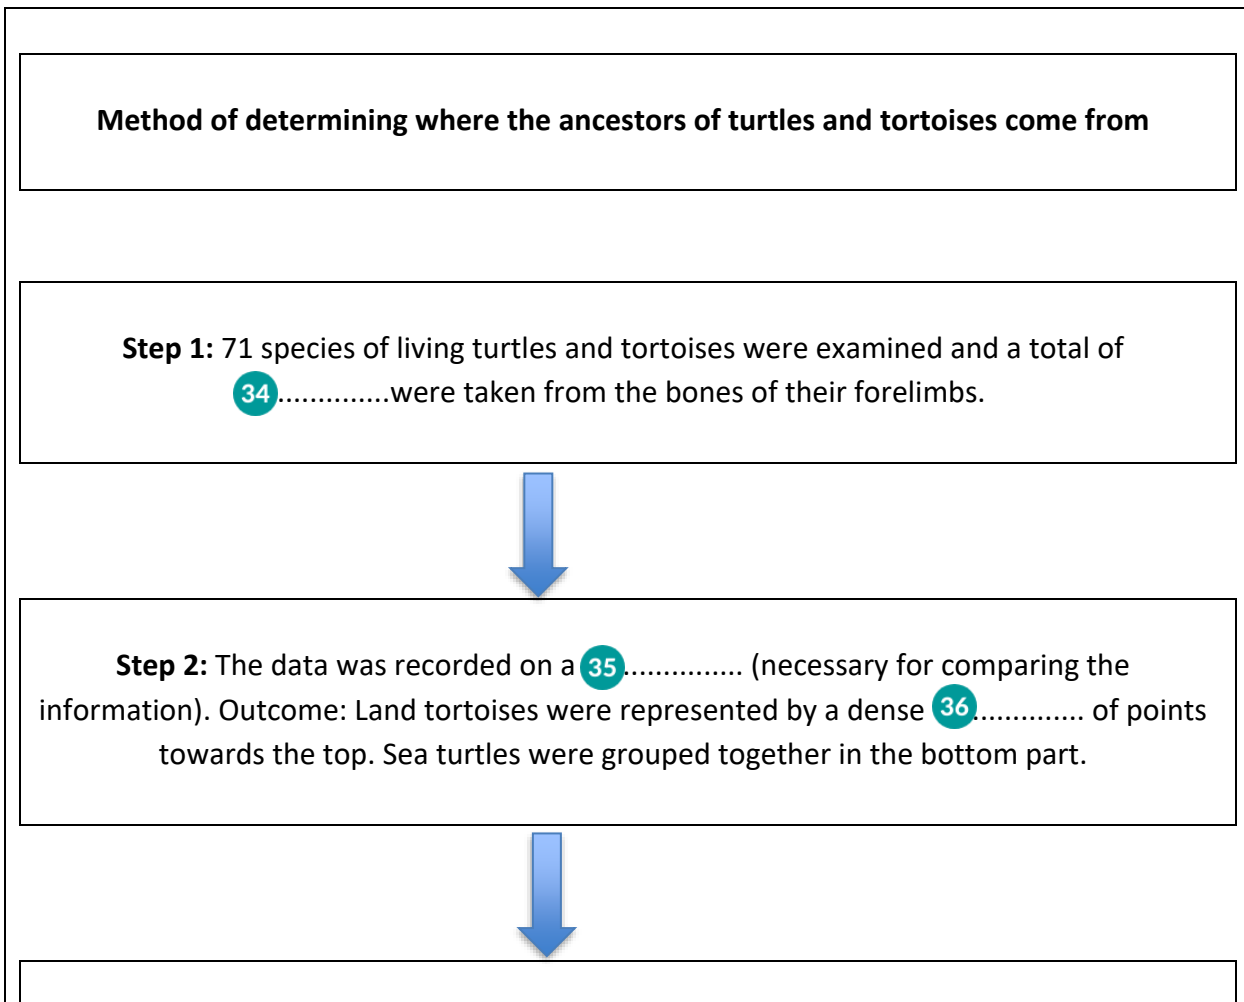 Method of determining where the ancestors of turtles and tortoises come from
Step 1: 71 species of living turtles and tortoises were examined and a total of
34..............were taken from the bones of their forelimbs.
Step 2: The data was recorded on a 35............... (necessary for comparing the
information). Outcome: Land tortoises were represented by a dense 36.............. of points
towards the top. Sea turtles were grouped together in the bottom part.